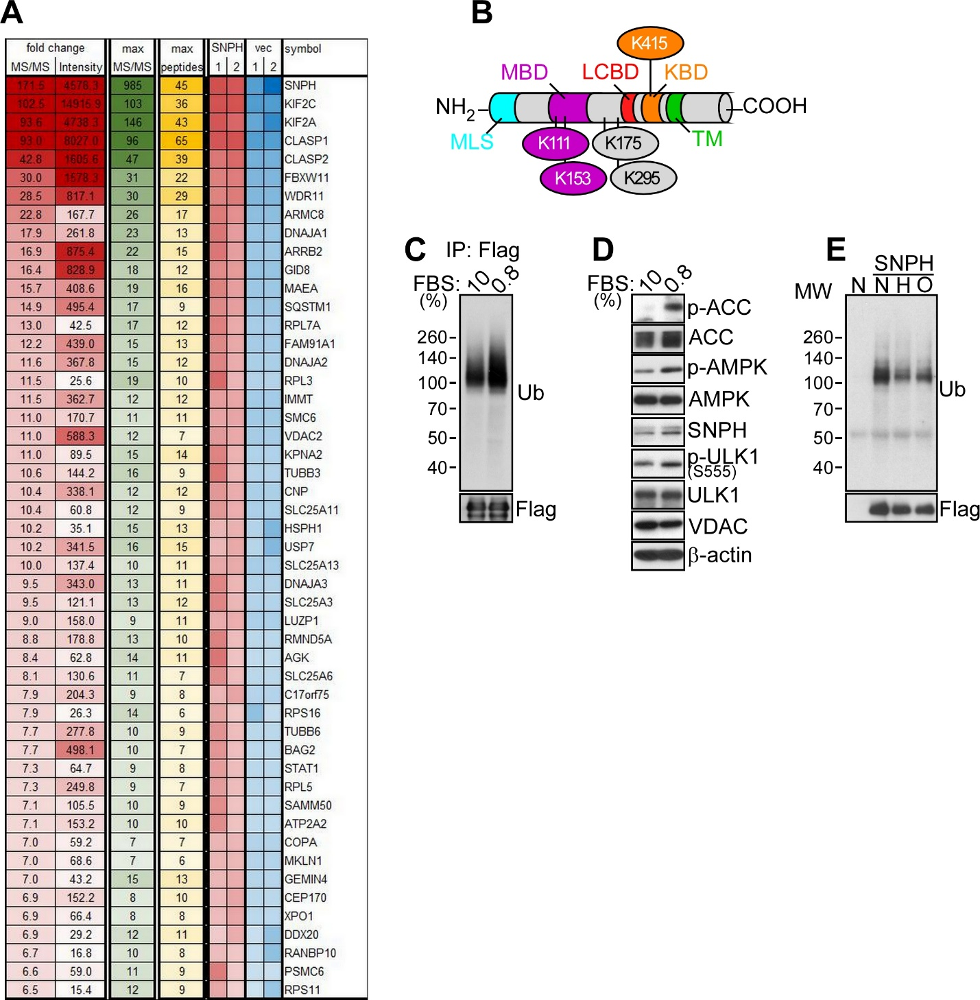 A
fold change max max SNPH vec symbol
MS/MS Intensity MS/MS peptides 1 2 1 2
171.5 4578.3 985 45 SNPH
102.5 14915.9 103 36 KIF2C
93.6 4738.3 146 43 KIF2A
93.0 8027.0 96 65 CLASP1
42.8 1605.6 47 39 CLASP2
30.0 1578.3 31 22 FBXW11
28.5 817.1 30 29 WDR11
22.8 167.7 26 17 ARMC8
17.9 261.8 23 13 DNAJA1
16.9 875.4 22 15 ARRB2
16.4 828.9 18 12 GID8
15.7 408.6 19 16 MAEA
14.9 495.4 17 9 SQSTM1
13.0 42.5 17 12 RPL7A
12.2 439.0 15 13 FAM91A1
11.6 367.8 15 12 DNAJA2
11.5 25.6 19 10 RPL3
11.5 362.7 12 12 IMMT
11.0 170.7 11 11 SMC6
11.0 588.3 12 7 VDAC2
11.0 89.5 15 14 KPNA2
10.6 144.2 16 9 TUBB3
10.4 338.1 12 12 CNP
10.4 60.8 12 9 SLC25A11
10.2 35.1 15 13 HSPH1
10.2 341.5 16 15 USP7
10.0 137.4 10 11 SLC25A13
9.5 343.0 13 11 DNAJA3
9.5 121.1 13 12 SLC25A3
9.0 158.0 9 11 LUZP1
8.8 178.8 13 10 RMND5A
8.4 62.8 14 11 AGK
8.1 130.6 11 7 SLC25A6
7.9 204.3 9 8 C17orf75
7.9 26.3 14 6 RPS16
7.7 277.8 10 9 TUBB6
7.7 498.1 10 7 BAG2
7.3 64.7 9 8 STAT1
7.3 249.8 9 7 RPL5
7.1 105.5 10 9 SAMM50
7.1 153.2 10 10 ATP2A2
7.0 59.2 7 7 COPA
7.0 68.6 7 6 MKLN1
7.0 43.2 15 13 GEMIN4
6.9 152.2 8 10 CEP170
6.9 66.4 8 8 XPO1
6.9 29.2 12 11 DDX20
6.7 16.8 10 8 RANBP10
6.6 59.0 11 9 PSMC6
6.5 15.4 12 9 RPS11
B
K415
MBD LCBD KBD
NH2 COOH
MLS K111 K175 TM
K153 K295
C IP: Flag
FBS: 10 0.8
(%)
260
140
100
Ub
70
50
40
Flag
D
FBS: 10 0.8
(%)
p-ACC
ACC
p-AMPK
AMPK
SNPH
p-ULK1
(S555)
ULK1
VDAC
β-actin
E SNPH
MW N N H O
260
140
100
Ub
70
50
40
Flag